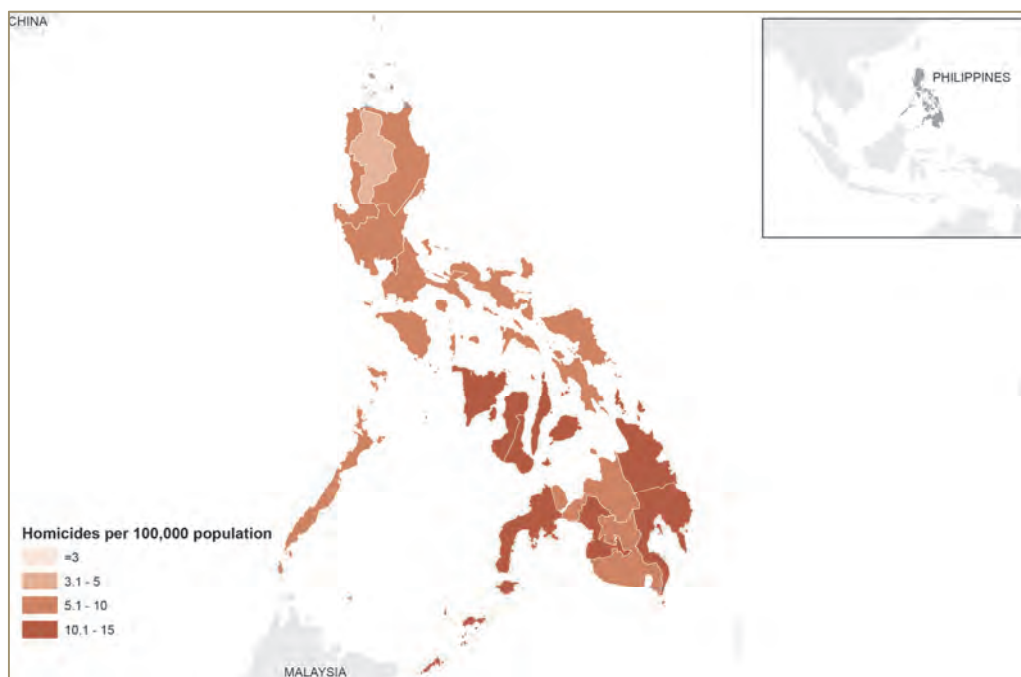 CHINA
PHILIPPINES
Homicides per 100,000 population
=3
3.1 - 5
5.1 - 10
10.1 - 15
MALAYSIA